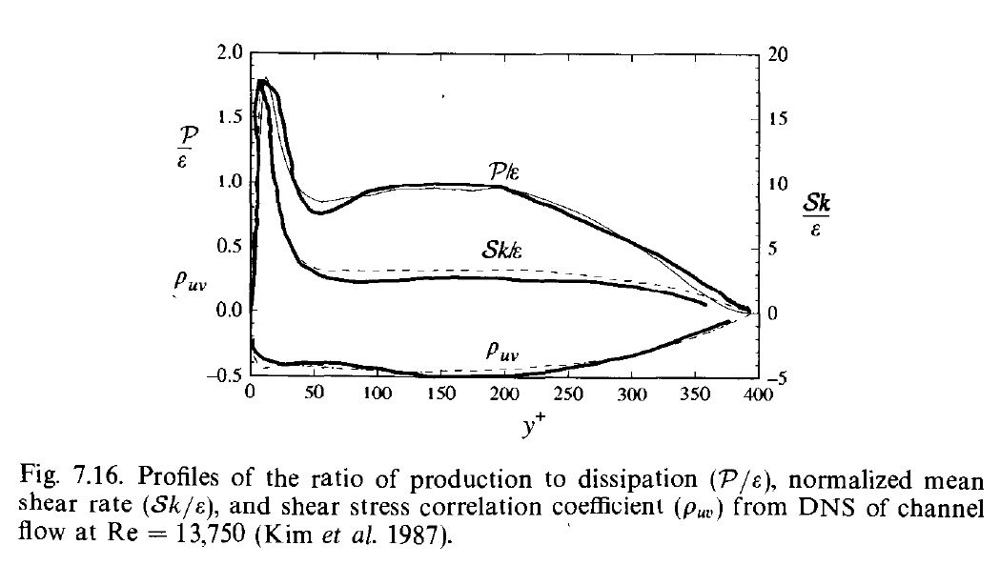 2.0 20
1.5 15
𝒫/ε
𝒫/ε 1.0 10 𝒮k/ε
0.5 𝒮k/ε 5
ρuv
0.0 0
ρuv
−0.5 −5
0 50 100 150 200 250 300 350 400
y+
Fig. 7.16. Profiles of the ratio of production to dissipation (𝒫/ε), normalized mean
shear rate (𝒮k/ε), and shear stress correlation coefficient (ρuv) from DNS of channel
flow at Re = 13,750 (Kim et al. 1987).